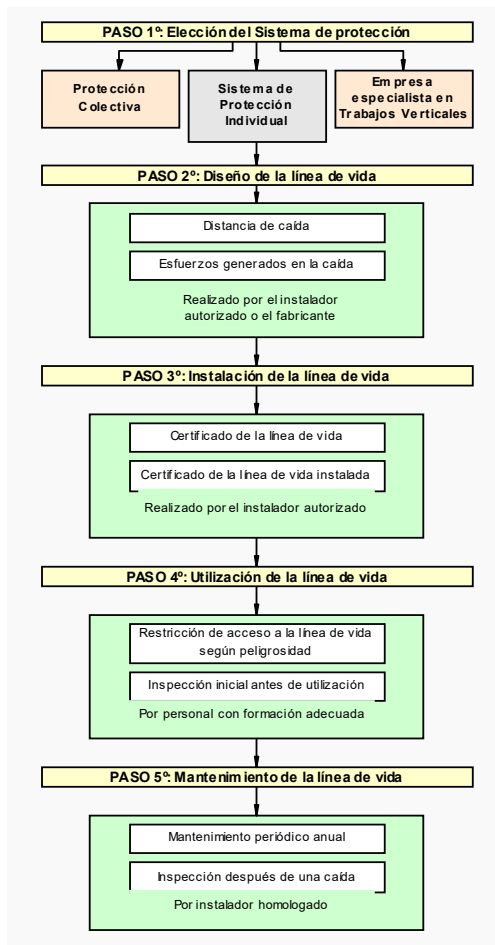 PASO 1º: Elección del Sistema de protección
Protección
Colectiva
Sistema de
Protección
Individual
Empresa
especialista en
Trabajos Verticales
PASO 2º: Diseño de la línea de vida
Distancia de caída
Esfuerzos generados en la caída
Realizado por el instalador
autorizado o el fabricante
PASO 3º: Instalación de la línea de vida
Certificado de la línea de vida
Certificado de la línea de vida instalada
Realizado por el instalador autorizado
PASO 4º: Utilización de la línea de vida
Restricción de acceso a la línea de vida
según peligrosidad
Inspección inicial antes de utilización
Por personal con formación adecuada
PASO 5º: Mantenimiento de la línea de vida
Mantenimiento periódico anual
Inspección después de una caída
Por instalador homologado